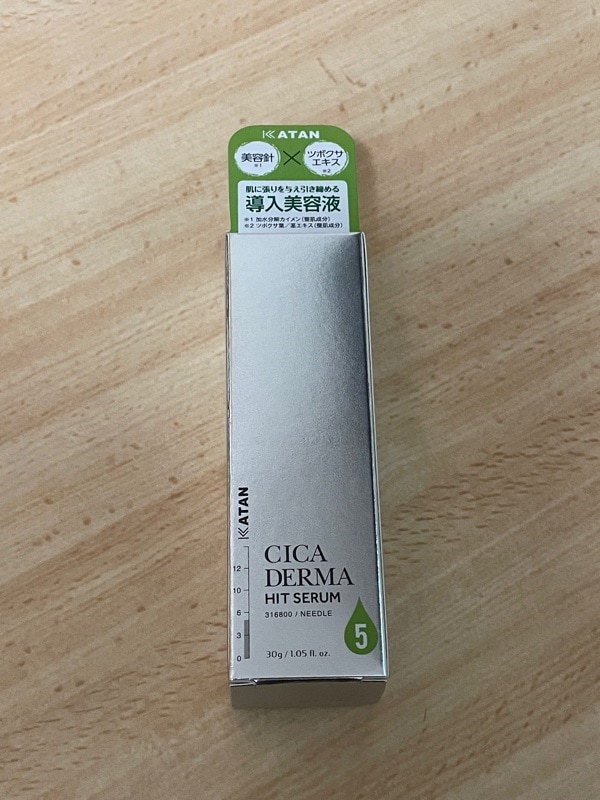 KATAN
美容針 × ツボクサエキス
※1 ※2
肌に張りを与え引き締める
導入美容液
※1 加水分解カイメン(整肌成分)
※2 ツボクサ葉/茎エキス(整肌成分)
KATAN
CICA
DERMA
HIT SERUM
316800 / NEEDLE
12
10
6
3
0
5
30g / 1.05 fl. oz.